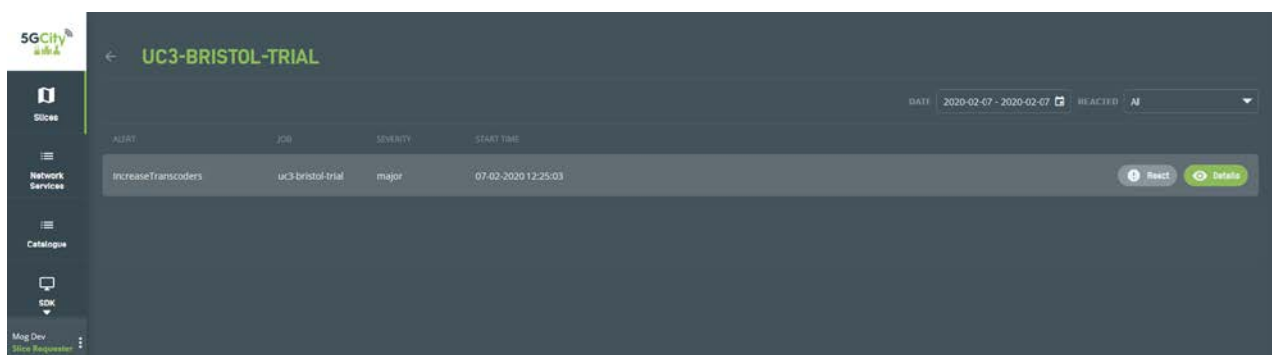 5GCity
UC3-BRISTOL-TRIAL
Slices
DATE 2020-02-07 - 2020-02-07 REACTED All
ALERT JOB SEVERITY START TIME
Network
Services
IncreaseTranscoders uc3-bristol-trial major 07-02-2020 12:25:03 React Details
Catalogue
SDK
Mog Dev
Slice Requester